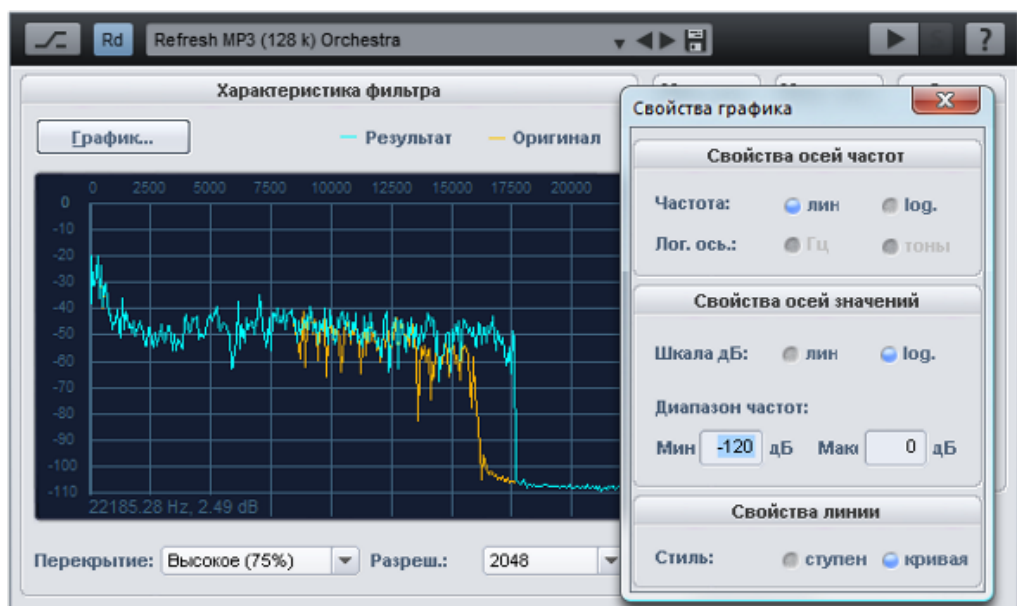 Rd Refresh MP3 (128 k) Orchestra ?
Характеристика фильтра
График... Результат Оригинал
0 2500 5000 7500 10000 12500 15000 17500 20000
0
-10
-20
-30
-40
-50
-60
-70
-80
-90
-100
-110
22185.28 Hz, 2.49 dB
Перекрытие: Высокое (75%) Разреш.: 2048
Свойства графика
Свойства осей частот
Частота: лин log.
Лог. ось.: Гц тоны
Свойства осей значений
Шкала дБ: лин log.
Диапазон частот:
Мин -120 дБ Мак 0 дБ
Свойства линии
Стиль: ступен кривая